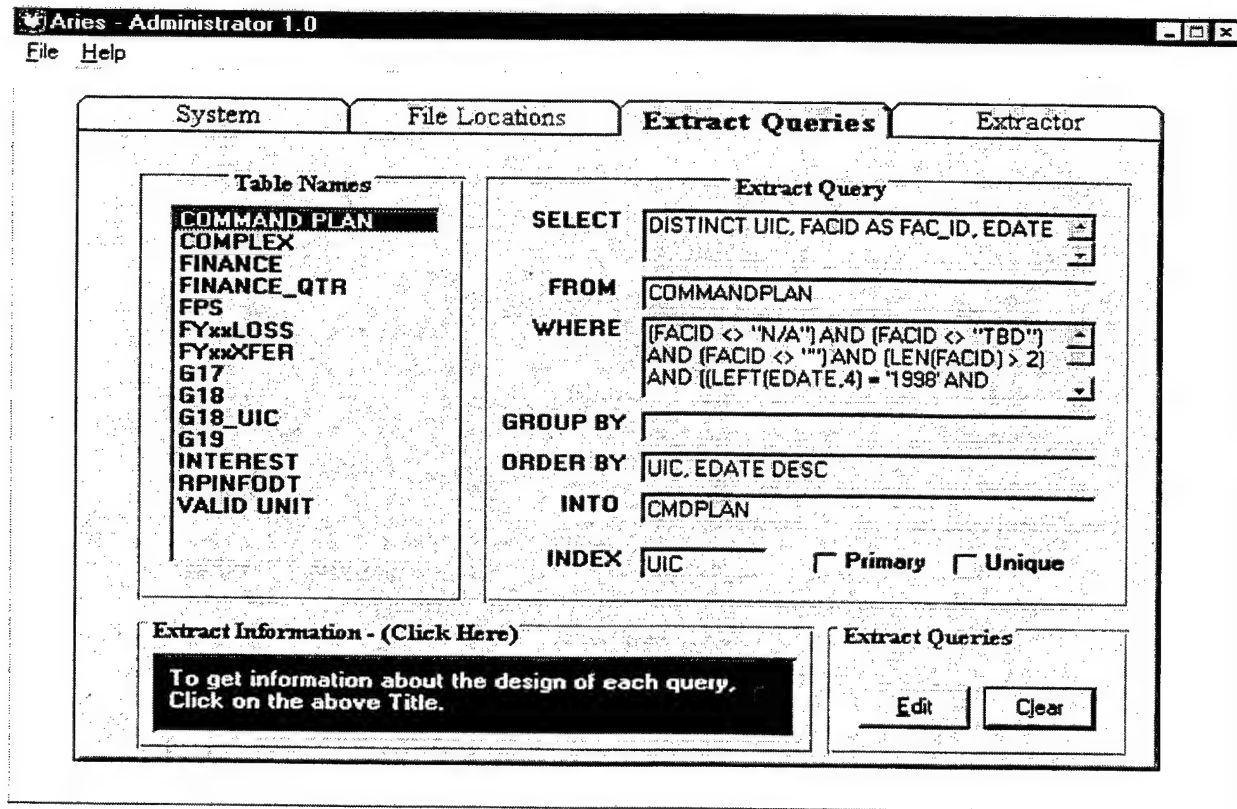 Aries - Administrator 1.0
File Help
System File Locations Extract Queries Extractor
Table Names
COMMAND PLAN
COMPLEX
FINANCE
FINANCE_QTR
FPS
FYxxLOSS
FYxxXFER
G17
G18
G18_UIC
G19
INTEREST
RPINFODT
VALID UNIT
Extract Query
SELECT DISTINCT UIC, FACID AS FAC_ID, EDATE
FROM COMMANDPLAN
WHERE (FACID <> "N/A") AND (FACID <> "TBD")
AND (FACID <> "") AND (LEN(FACID) > 2)
AND ((LEFT(EDATE,4) = '1998' AND
GROUP BY
ORDER BY UIC, EDATE DESC
INTO CMDPLAN
INDEX UIC Primary Unique
Extract Information - (Click Here)
To get information about the design of each query,
Click on the above Title.
Extract Queries
Edit Clear